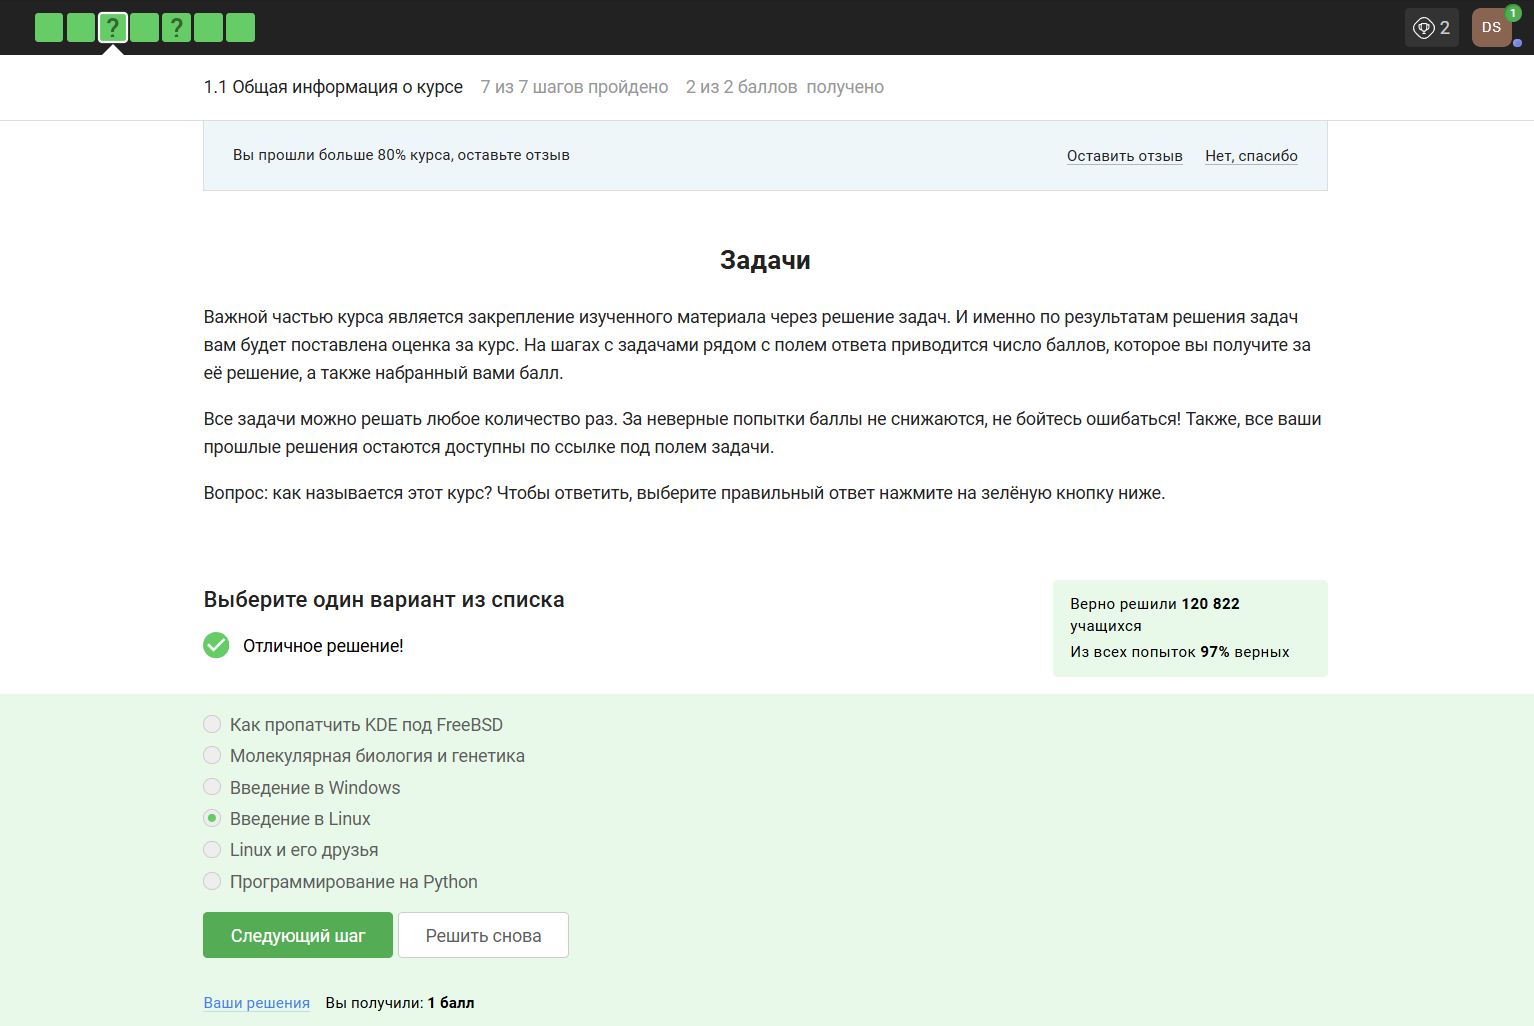 ? ?
2
DS
1
1.1 Общая информация о курсе 7 из 7 шагов пройдено 2 из 2 баллов получено
Вы прошли больше 80% курса, оставьте отзыв Оставить отзыв Нет, спасибо
Задачи
Важной частью курса является закрепление изученного материала через решение задач. И именно по результатам решения задач
вам будет поставлена оценка за курс. На шагах с задачами рядом с полем ответа приводится число баллов, которое вы получите за
её решение, а также набранный вами балл.
Все задачи можно решать любое количество раз. За неверные попытки баллы не снижаются, не бойтесь ошибаться! Также, все ваши
прошлые решения остаются доступны по ссылке под полем задачи.
Вопрос: как называется этот курс? Чтобы ответить, выберите правильный ответ нажмите на зелёную кнопку ниже.
Выберите один вариант из списка
Отличное решение!
Верно решили 120 822
учащихся
Из всех попыток 97% верных
Как пропатчить KDE под FreeBSD
Молекулярная биология и генетика
Введение в Windows
Введение в Linux
Linux и его друзья
Программирование на Python
Следующий шаг Решить снова
Ваши решения Вы получили: 1 балл